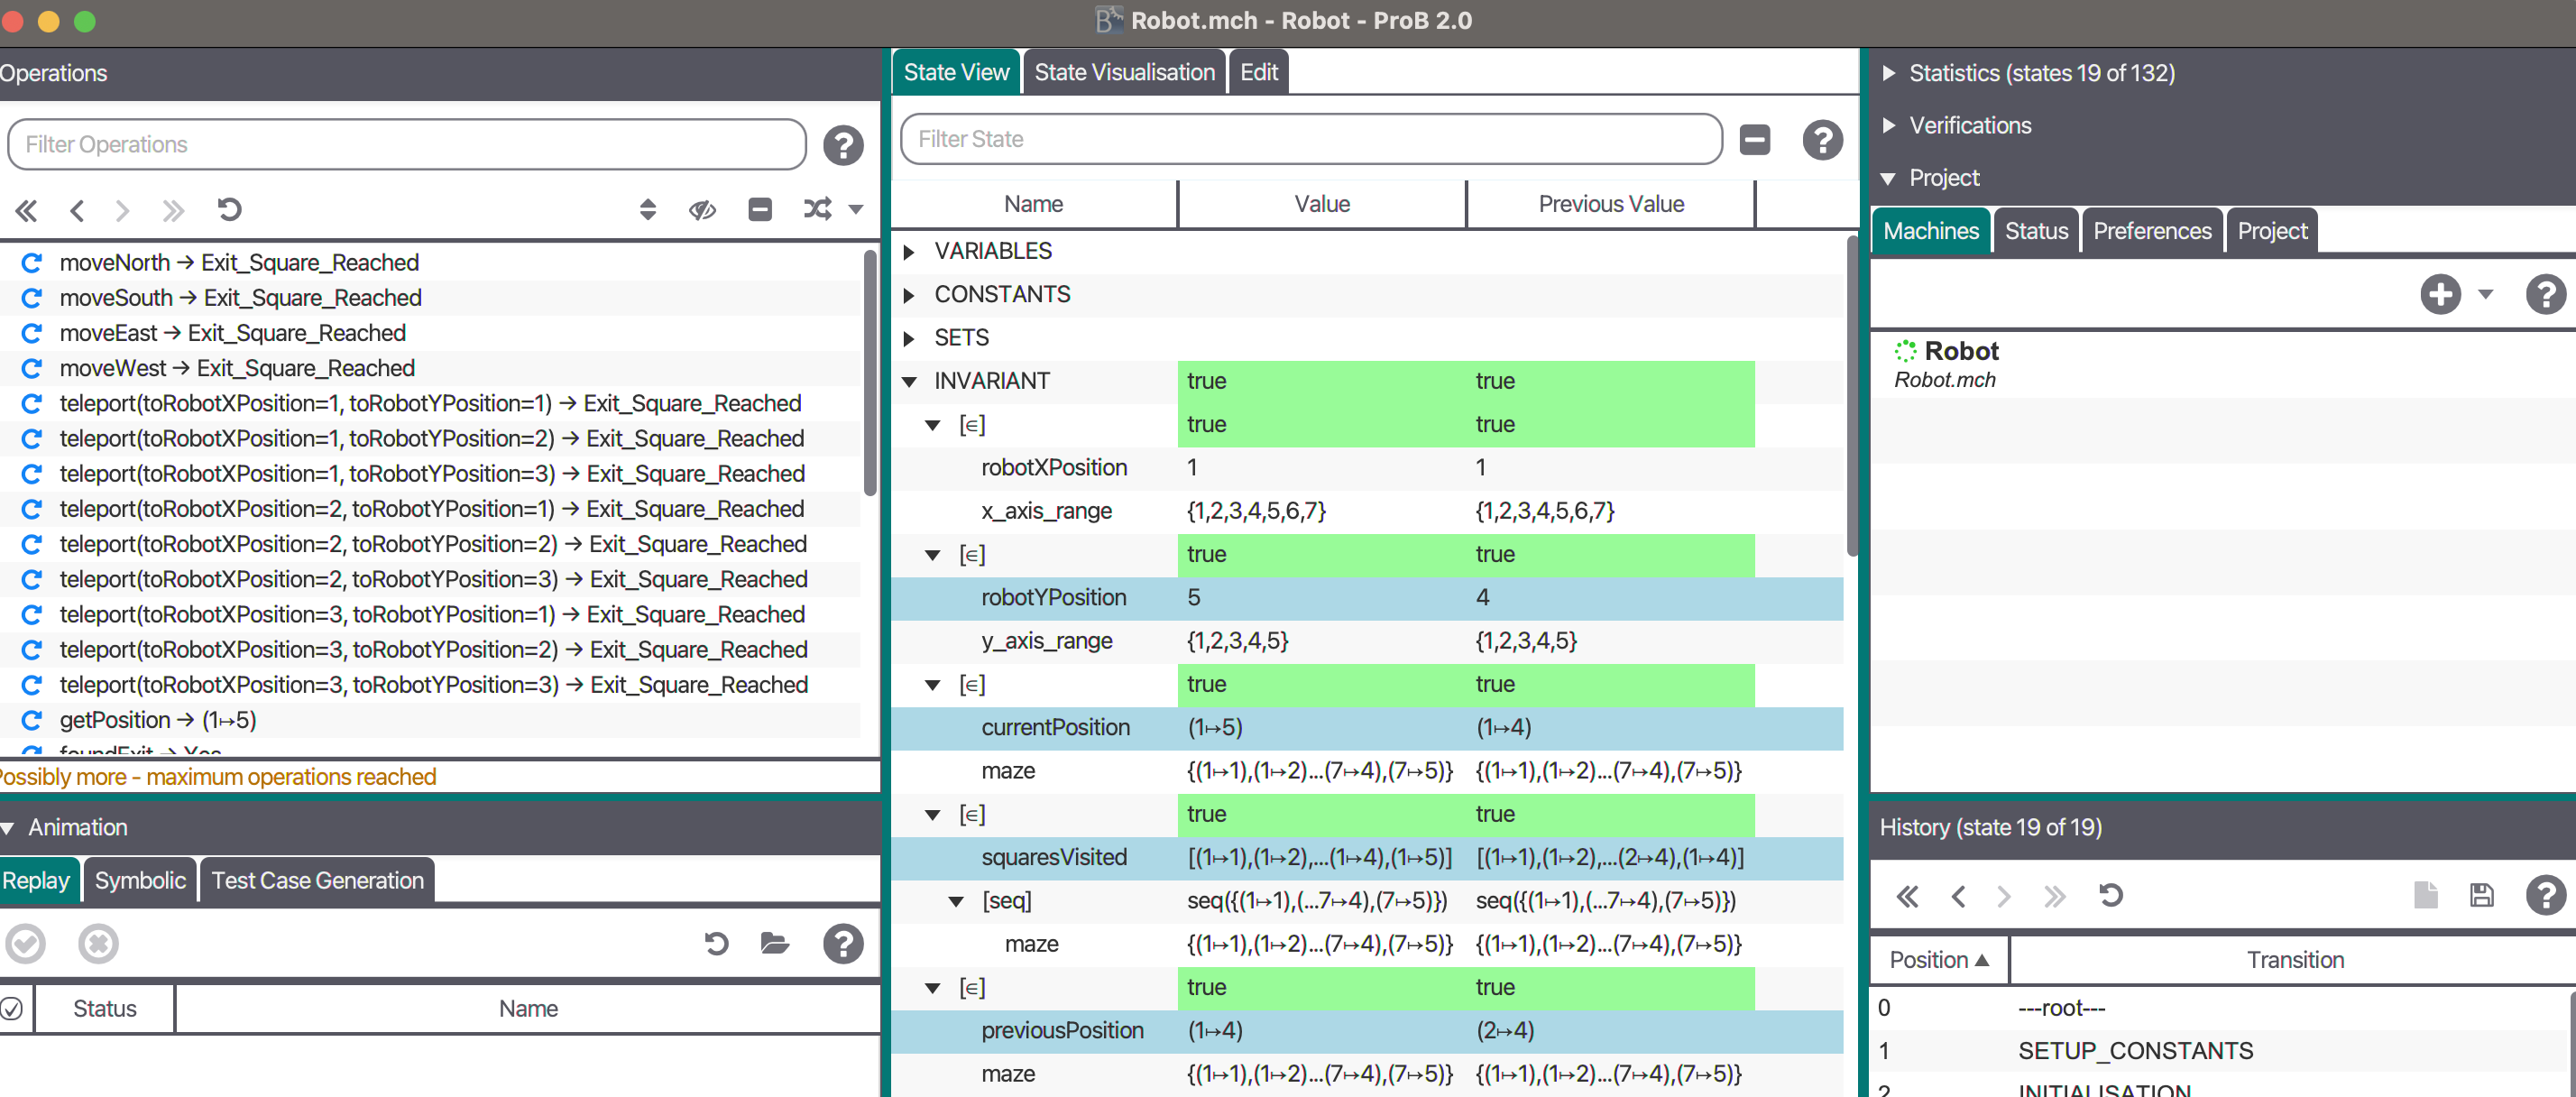 Robot.mch - Robot - ProB 2.0
Operations
Filter Operations
moveNorth → Exit_Square_Reached
moveSouth → Exit_Square_Reached
moveEast → Exit_Square_Reached
moveWest → Exit_Square_Reached
teleport(toRobotXPosition=1, toRobotYPosition=1) → Exit_Square_Reached
teleport(toRobotXPosition=1, toRobotYPosition=2) → Exit_Square_Reached
teleport(toRobotXPosition=1, toRobotYPosition=3) → Exit_Square_Reached
teleport(toRobotXPosition=2, toRobotYPosition=1) → Exit_Square_Reached
teleport(toRobotXPosition=2, toRobotYPosition=2) → Exit_Square_Reached
teleport(toRobotXPosition=2, toRobotYPosition=3) → Exit_Square_Reached
teleport(toRobotXPosition=3, toRobotYPosition=1) → Exit_Square_Reached
teleport(toRobotXPosition=3, toRobotYPosition=2) → Exit_Square_Reached
teleport(toRobotXPosition=3, toRobotYPosition=3) → Exit_Square_Reached
getPosition → (1↦5)
foundExit → Yes
Possibly more - maximum operations reached
Animation
Replay Symbolic Test Case Generation
Status Name
State View State Visualisation Edit
Filter State
Name Value Previous Value
VARIABLES
CONSTANTS
SETS
INVARIANT true true
[∈] true true
robotXPosition 1 1
x_axis_range {1,2,3,4,5,6,7} {1,2,3,4,5,6,7}
[∈] true true
robotYPosition 5 4
y_axis_range {1,2,3,4,5} {1,2,3,4,5}
[∈] true true
currentPosition (1↦5) (1↦4)
maze {(1↦1),(1↦2)...(7↦4),(7↦5)} {(1↦1),(1↦2)...(7↦4),(7↦5)}
[∈] true true
squaresVisited [(1↦1),(1↦2),...(1↦4),(1↦5)] [(1↦1),(1↦2),...(2↦4),(1↦4)]
[seq] seq({(1↦1),(...7↦4),(7↦5)}) seq({(1↦1),(...7↦4),(7↦5)})
maze {(1↦1),(1↦2)...(7↦4),(7↦5)} {(1↦1),(1↦2)...(7↦4),(7↦5)}
[∈] true true
previousPosition (1↦4) (2↦4)
maze {(1↦1),(1↦2)...(7↦4),(7↦5)} {(1↦1),(1↦2)...(7↦4),(7↦5)}
Statistics (states 19 of 132)
Verifications
Project
Machines Status Preferences Project
Robot
Robot.mch
History (state 19 of 19)
Position Transition
0 ---root---
1 SETUP_CONSTANTS
2 INITIALISATION